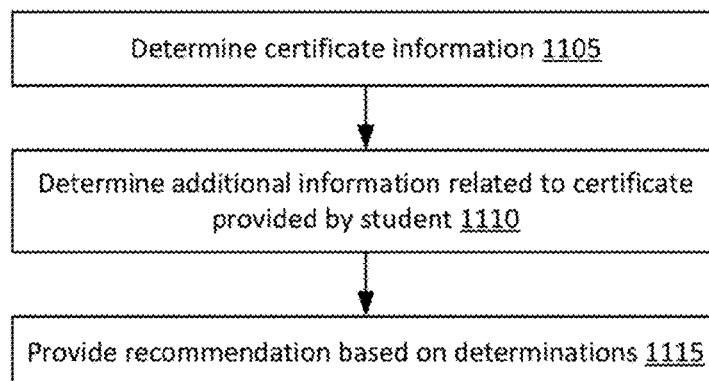 Determine certificate information 1105
Determine additional information related to certificate
provided by student 1110
Provide recommendation based on determinations 1115